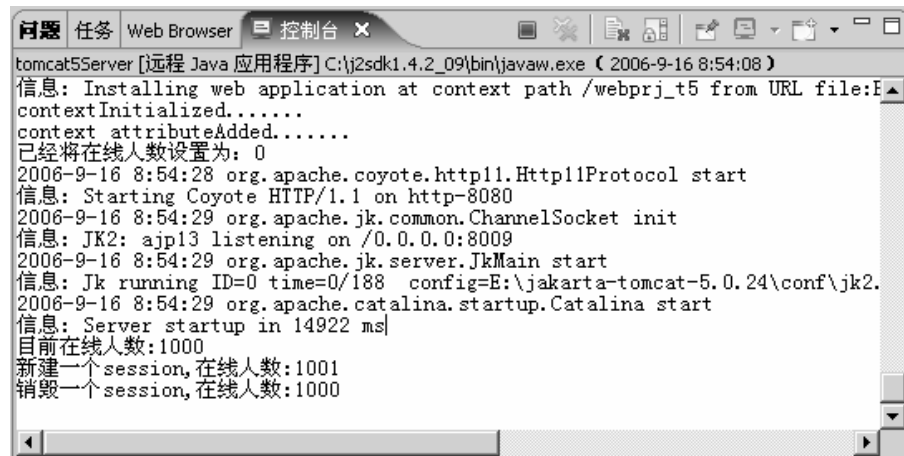 问题 任务 Web Browser 控制台
tomcat5Server [远程 Java 应用程序] C:\j2sdk1.4.2_09\bin\javaw.exe ( 2006-9-16 8:54:08 )
信息: Installing web application at context path /webprj_t5 from URL file:E
contextInitialized.......
context attributeAdded.......
已经将在线人数设置为: 0
2006-9-16 8:54:28 org.apache.coyote.http11.Http11Protocol start
信息: Starting Coyote HTTP/1.1 on http-8080
2006-9-16 8:54:29 org.apache.jk.common.ChannelSocket init
信息: JK2: ajp13 listening on /0.0.0.0:8009
2006-9-16 8:54:29 org.apache.jk.server.JkMain start
信息: Jk running ID=0 time=0/188 config=E:\jakarta-tomcat-5.0.24\conf\jk2.
2006-9-16 8:54:29 org.apache.catalina.startup.Catalina start
信息: Server startup in 14922 ms
目前在线人数:1000
新建一个session,在线人数:1001
销毁一个session,在线人数:1000